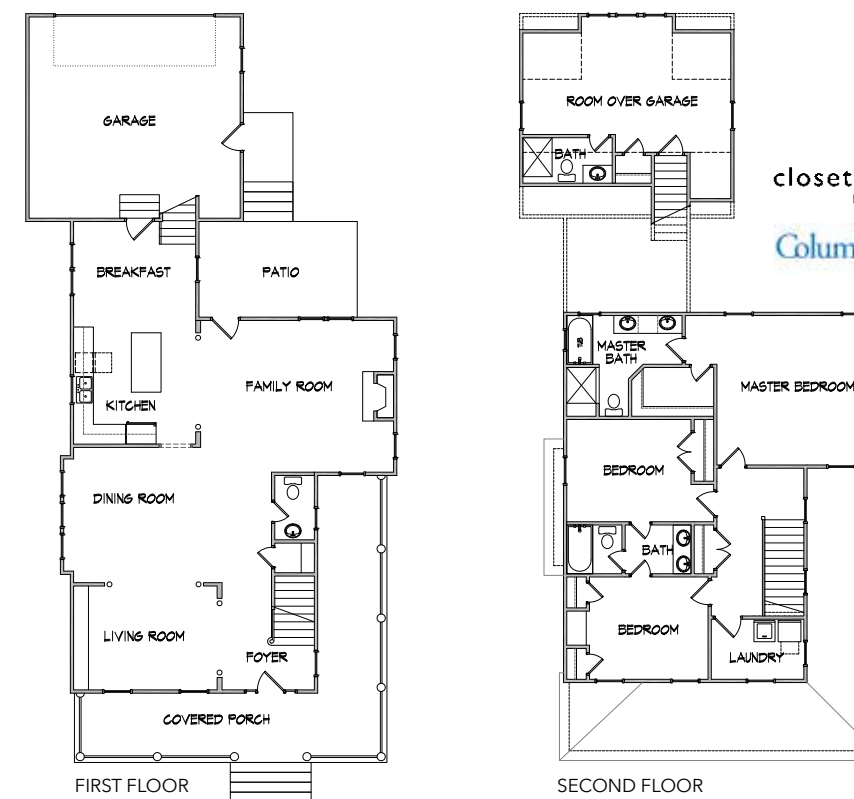 GARAGE
BREAKFAST
PATIO
FAMILY ROOM
KITCHEN
DINING ROOM
LIVING ROOM
FOYER
COVERED PORCH
FIRST FLOOR
ROOM OVER GARAGE
BATH
MASTER
BATH
TUB
MASTER BEDROOM
BEDROOM
BATH
BEDROOM
LAUNDRY
SECOND FLOOR
closet
Colum